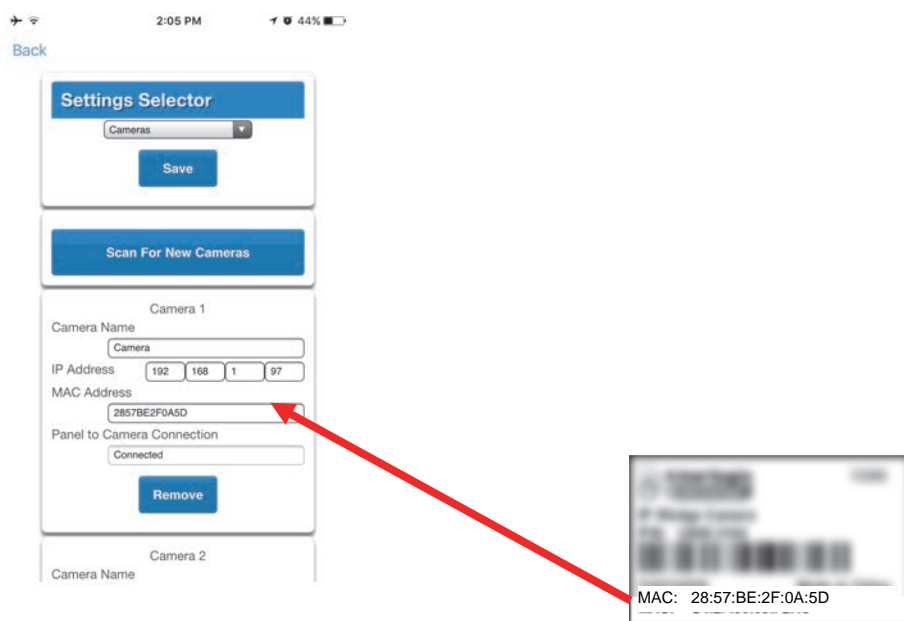 2:05 PM
44%
Back
Settings Selector
Cameras
Save
Scan For New Cameras
Camera 1
Camera Name
Camera
IP Address 192 168 1 97
MAC Address
2857BE2F0A5D
Panel to Camera Connection
Connected
Remove
Camera 2
Camera Name
MAC: 28:57:BE:2F:0A:5D